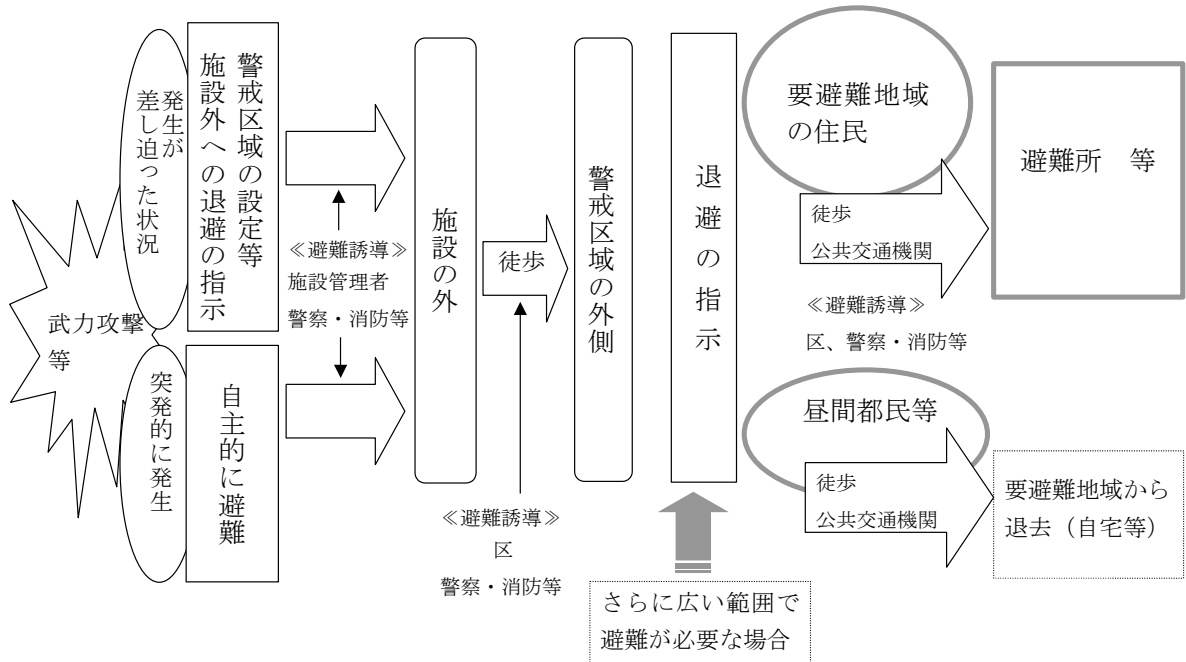 武力攻撃
等
発生が
差し迫った状況
警戒区域の設定等
施設外への退避の指示
突発的に発生
自主的に避難
≪避難誘導≫
施設管理者
警察・消防等
施設の外
徒歩
≪避難誘導≫
区
警察・消防等
警戒区域の外側
退避の指示
さらに広い範囲で
避難が必要な場合
要避難地域
の住民
徒歩
公共交通機関
≪避難誘導≫
区、警察・消防等
避難所　等
昼間都民等
徒歩
公共交通機関
要避難地域から
退去（自宅等）